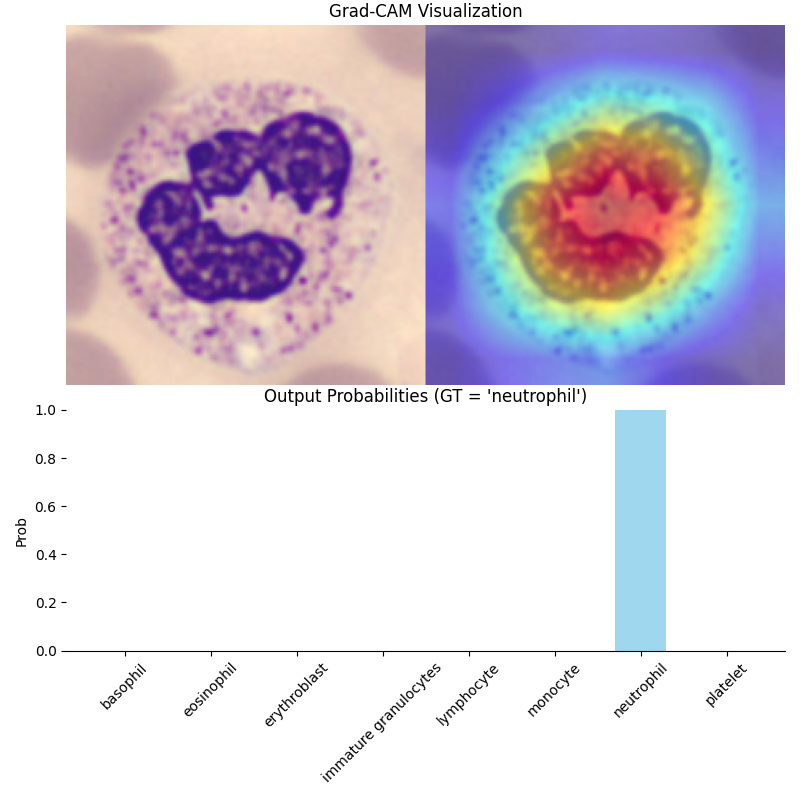 Grad-CAM Visualization
Output Probabilities (GT = 'neutrophil')
Prob
1.0
0.8
0.6
0.4
0.2
0.0
basophil
eosinophil
erythroblast
immature granulocytes
lymphocyte
monocyte
neutrophil
platelet